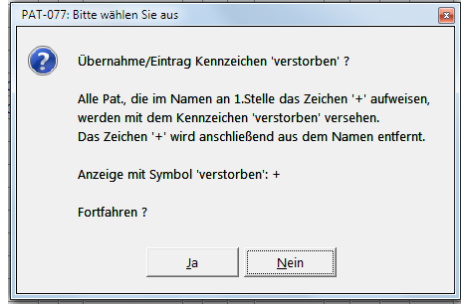 PAT-077: Bitte wählen Sie aus
Übernahme/Eintrag Kennzeichen 'verstorben' ?
Alle Pat., die im Namen an 1.Stelle das Zeichen '+' aufweisen,
werden mit dem Kennzeichen 'verstorben' versehen.
Das Zeichen '+' wird anschließend aus dem Namen entfernt.
Anzeige mit Symbol 'verstorben': +
Fortfahren ?
Ja
Nein